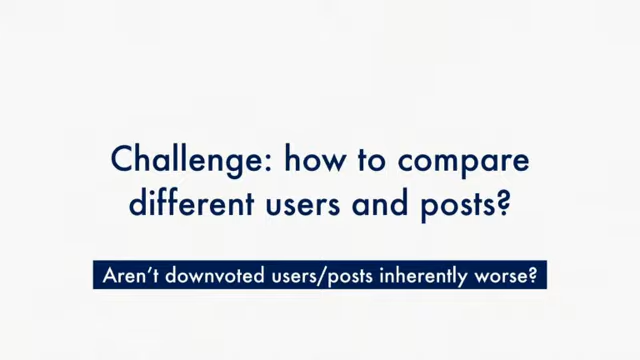 Challenge: how to compare
different users and posts?
Aren't downvoted users/posts inherently worse?